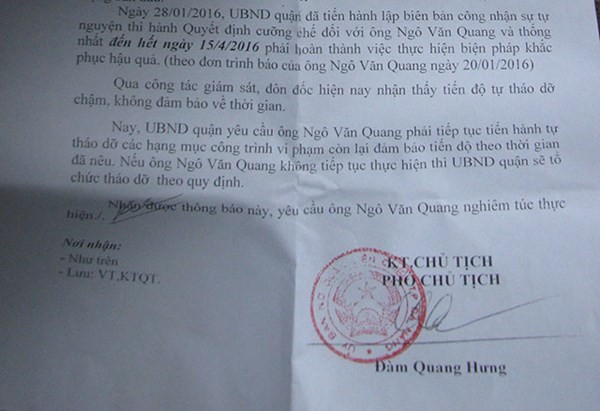 Ngày 28/01/2016, UBND quận đã tiến hành lập biên bản công nhận sự tự
nguyện thi hành Quyết định cưỡng chế đối với ông Ngô Văn Quang và thống
nhất đến hết ngày 15/4/2016 phải hoàn thành việc thực hiện biện pháp khắc
phục hậu quả. (theo đơn trình báo của ông Ngô Văn Quang ngày 20/01/2016)
Qua công tác giám sát, đôn đốc hiện nay nhận thấy tiến độ tự tháo dỡ
chậm, không đảm bảo về thời gian.
Nay, UBND quận yêu cầu ông Ngô Văn Quang phải tiếp tục tiến hành tự
tháo dỡ các hạng mục công trình vi phạm còn lại đảm bảo tiến độ theo thời gian
đã nêu. Nếu ông Ngô Văn Quang không tiếp tục thực hiện thì UBND quận sẽ tổ
chức tháo dỡ theo quy định.
Nhận được thông báo này, yêu cầu ông Ngô Văn Quang nghiêm túc thực
hiện./.
Nơi nhận:
- Như trên
- Lưu: VT,KTQT.
KT.CHỦ TỊCH
PHÓ CHỦ TỊCH
Đàm Quang Hưng